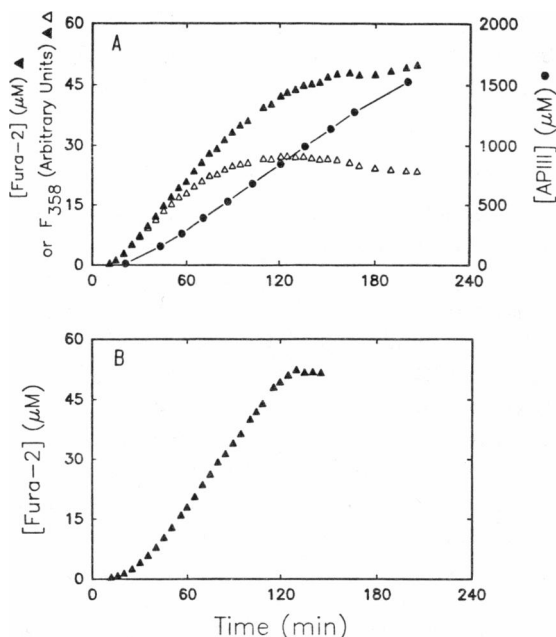 A
[Fura-2] (μM) ▲
or F358 (Arbitrary Units) ▲ △
60
45
30
15
0
2000
1500
1000
500
0
[APIII] (μM) ●
0 60 120 180 240
B
[Fura-2] (μM)
60
45
30
15
0
0 60 120 180 240
Time (min)